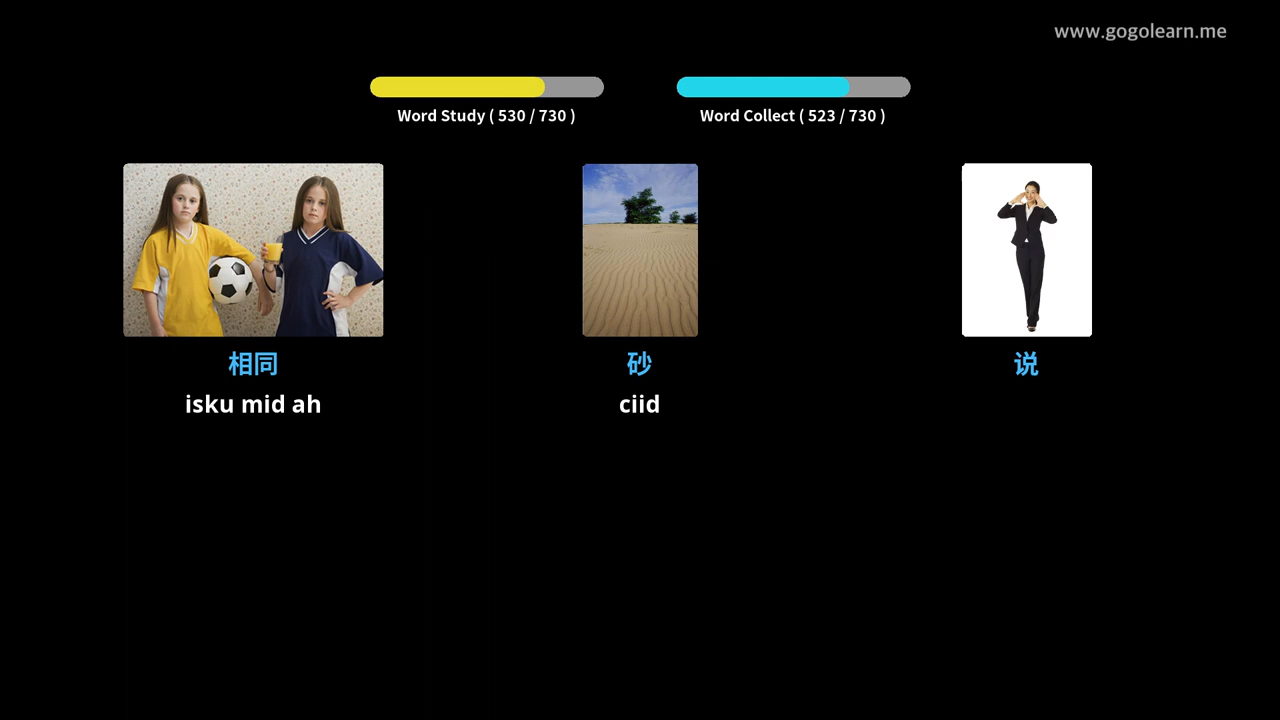 www.gogolearn.me
Word Study ( 530 / 730 )
Word Collect ( 523 / 730 )
相同
砂
说
isku mid ah
ciid